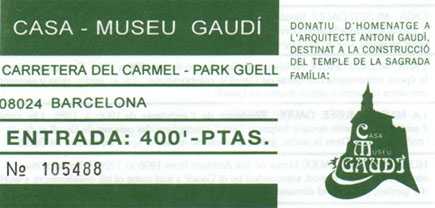 CASA - MUSEU GAUDÍ
CARRETERA DEL CARMEL - PARK GÜELL
08024 BARCELONA
ENTRADA: 400'-PTAS.
Nº 105488
DONATIU D'HOMENATGE A
L'ARQUITECTE ANTONI GAUDÍ,
DESTINAT A LA CONSTRUCCIÓ
DEL TEMPLE DE LA SAGRADA
FAMÍLIA:
CASA
MUSEU
GAUDÍ